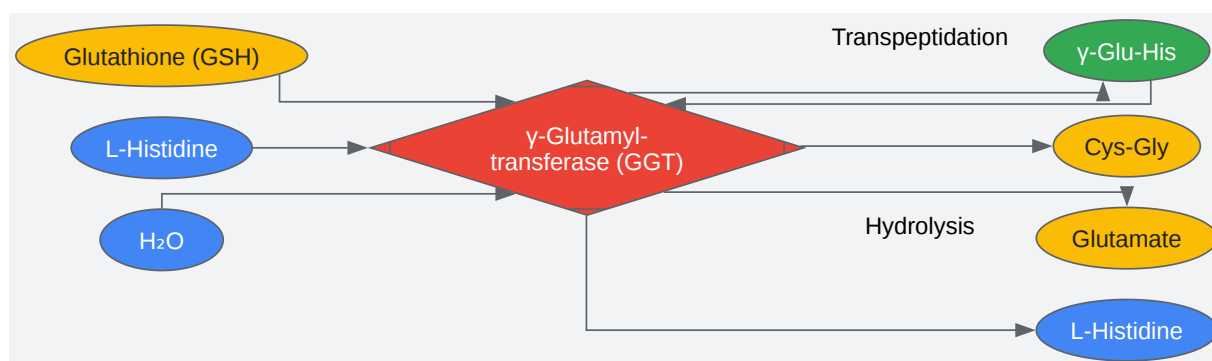 Transpeptidation
Glutathione (GSH)
γ-Glu-His
L-Histidine
γ-Glutamyl-
transferase (GGT)
Cys-Gly
H₂O
Hydrolysis
Glutamate
L-Histidine